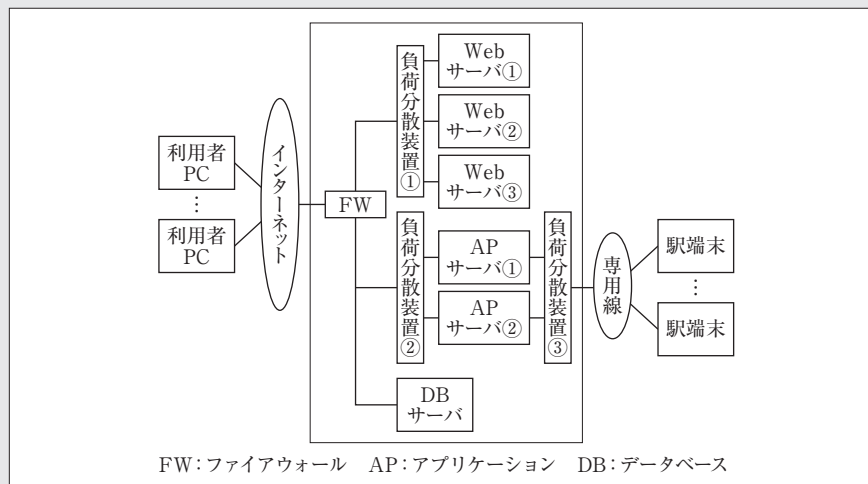 利用者
PC
⋮
利用者
PC
インターネット
FW
負荷分散装置①
Web
サーバ①
Web
サーバ②
Web
サーバ③
負荷分散装置②
AP
サーバ①
AP
サーバ②
負荷分散装置③
DB
サーバ
専用線
駅端末
⋮
駅端末
FW：ファイアウォール　AP：アプリケーション　DB：データベース